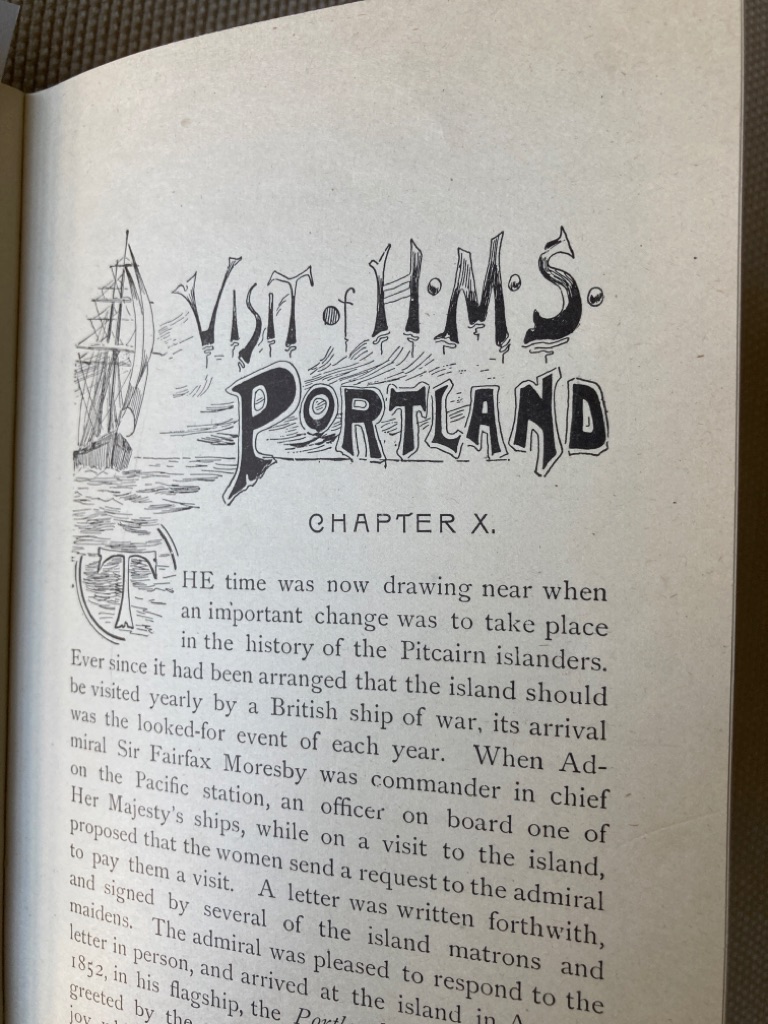 VISIT of H.M.S.
PORTLAND
CHAPTER X.
THE time was now drawing near when
an important change was to take place
in the history of the Pitcairn islanders.
Ever since it had been arranged that the island should
be visited yearly by a British ship of war, its arrival
was the looked-for event of each year. When Ad-
miral Sir Fairfax Moresby was commander in chief
on the Pacific station, an officer on board one of
Her Majesty's ships, while on a visit to the island,
proposed that the women send a request to the admiral
to pay them a visit. A letter was written forthwith,
and signed by several of the island matrons and
maidens. The admiral was pleased to respond to the
letter in person, and arrived at the island in
1852, in his flagship, the
greeted by the
joy